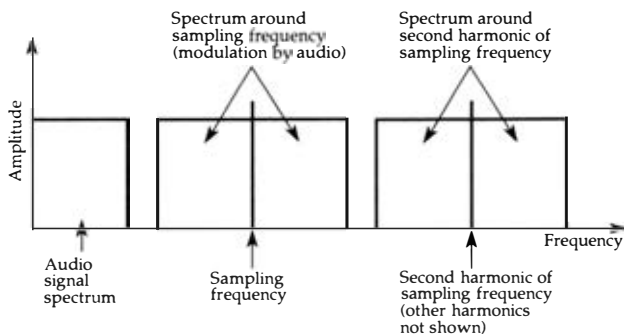 Spectrum around
sampling frequency
(modulation by audio)
Spectrum around
second harmonic of
sampling frequency
Amplitude
Frequency
Audio
signal
spectrum
Sampling
frequency
Second harmonic of
sampling frequency
(other harmonics
not shown)